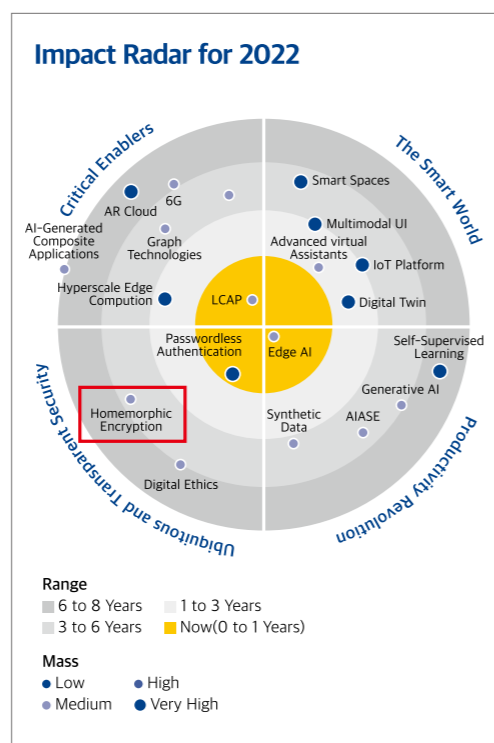 Impact Radar for 2022
Critical Enablers
The Smart World
AR Cloud
6G
Smart Spaces
AI-Generated
Composite
Applications
Graph
Technologies
Multimodal UI
Advanced virtual
Assistants
IoT Platform
Hyperscale Edge
Compution
LCAP
Digital Twin
Passwordless
Authentication
Edge AI
Self-Supervised
Learning
Generative AI
Homemorphic
Encryption
Synthetic
Data
AIASE
Digital Ethics
Ubiquitous and Transparent Security
Productivity Revolution
Range
6 to 8 Years
1 to 3 Years
3 to 6 Years
Now(0 to 1 Years)
Mass
Low
High
Medium
Very High